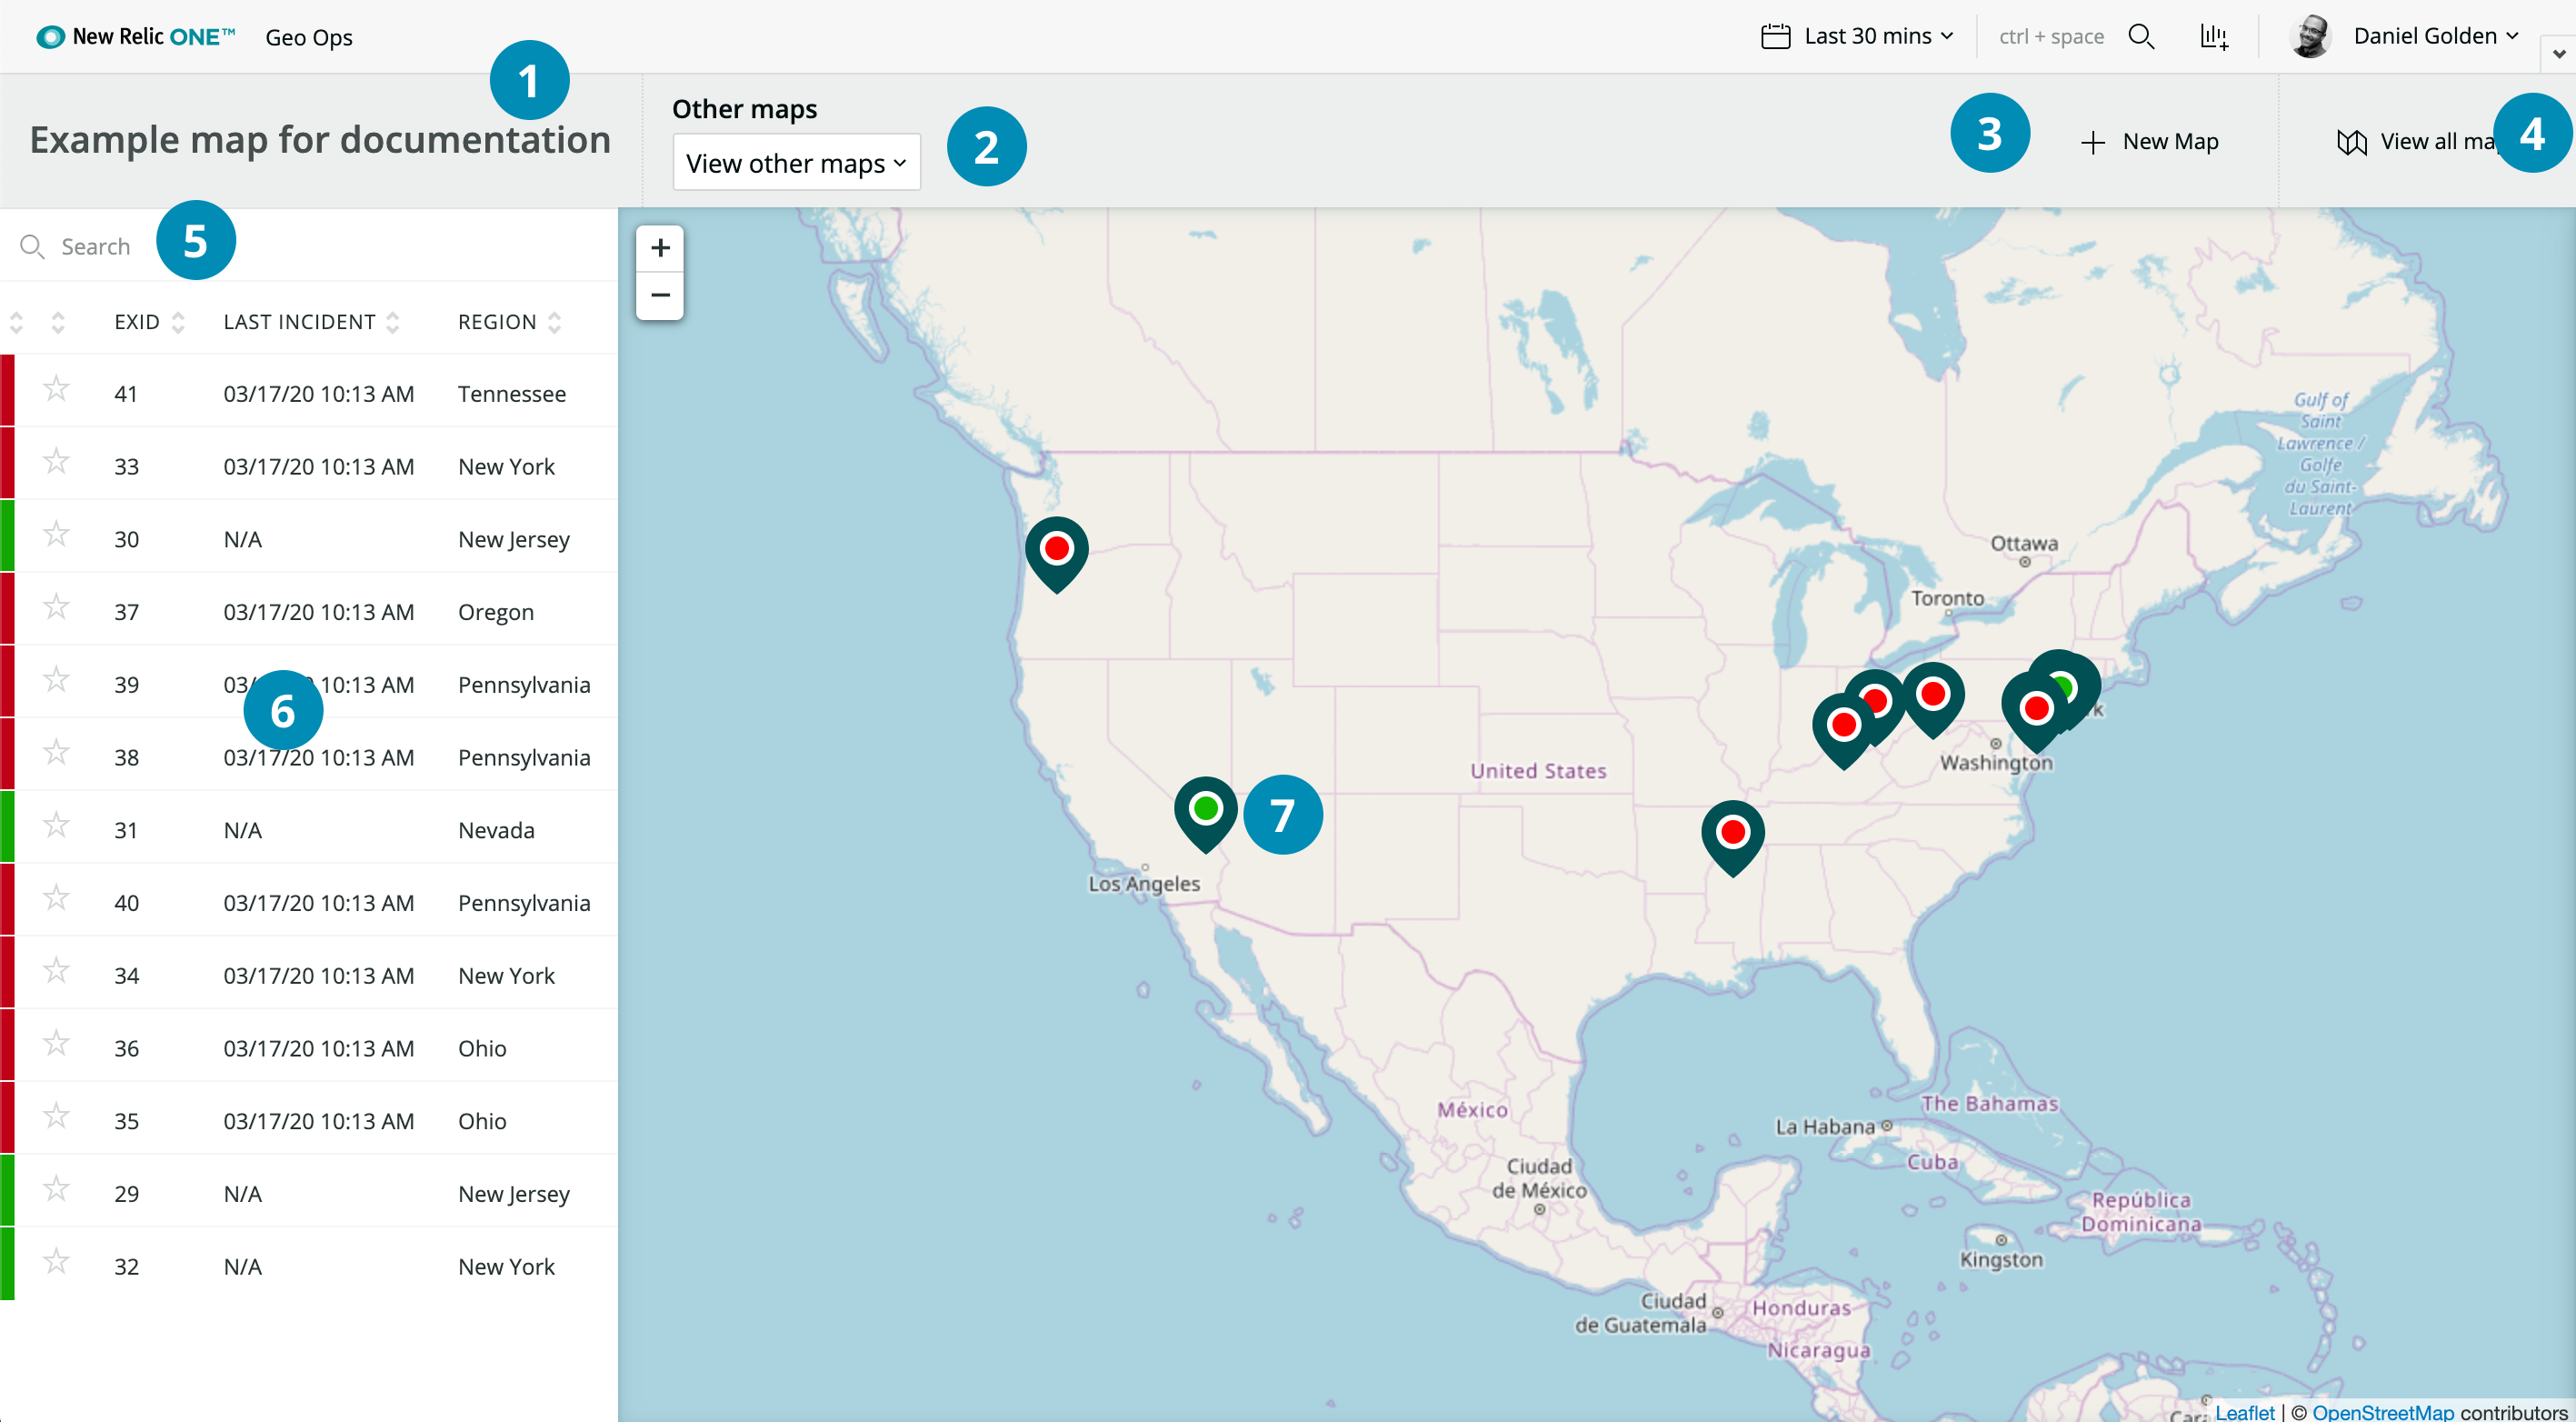 New Relic ONE™ Geo Ops Last 30 mins ctrl + space Daniel Golden
1
Example map for documentation
Other maps
View other maps
2
3
New Map
View all
4
Search
5
EXID LAST INCIDENT REGION
41 03/17/20 10:13 AM Tennessee
33 03/17/20 10:13 AM New York
30 N/A New Jersey
37 03/17/20 10:13 AM Oregon
39 10:13 AM Pennsylvania
6
38 03/17/20 10:13 AM Pennsylvania
31 N/A Nevada
40 03/17/20 10:13 AM Pennsylvania
34 03/17/20 10:13 AM New York
36 03/17/20 10:13 AM Ohio
35 03/17/20 10:13 AM Ohio
29 N/A New Jersey
32 N/A New York
+
−
Gulf of
Saint
Lawrence /
Golfe
du Saint-
Laurent
Ottawa
Toronto
Washington
United States
7
Los Angeles
México
The Bahamas
La Habana
Cuba
Ciudad
de México
República
Dominicana
Kingston
Ciudad
de Guatemala
Honduras
Nicaragua
Leaflet | © OpenStreetMap contributors